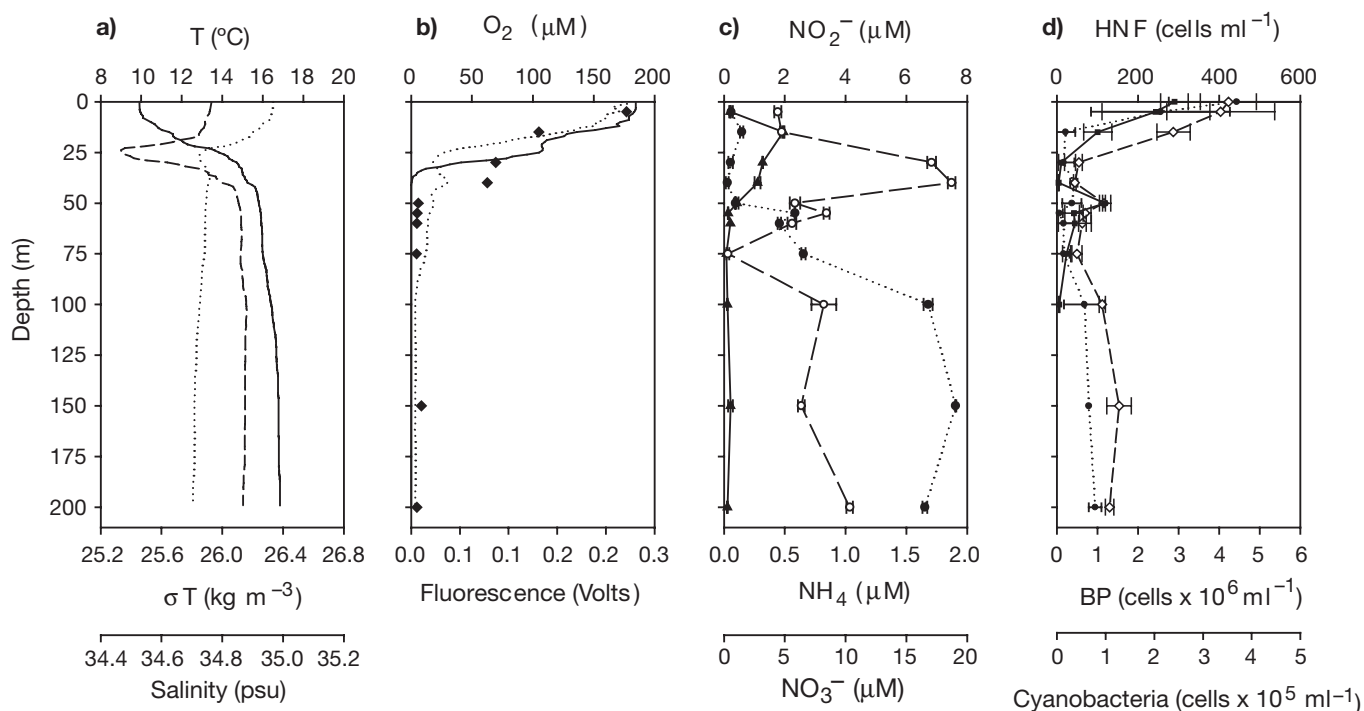 a) b) c) d)
T (ºC) O2 (µM) NO2− (µM) HNF (cells ml −1)
8 10 12 14 16 18 20 0 50 100 150 200 0 2 4 6 8 0 200 400 600
0
25
50
75
100
125
150
175
200
Depth (m)
25.2 25.6 26.0 26.4 26.8 0.0 0.1 0.1 0.2 0.3 0.0 0.5 1.0 1.5 2.0 0 1 2 3 4 5 6
σT (kg m−3) Fluorescence (Volts) NH4 (µM) BP (cells x 10^6 ml−1)
34.4 34.6 34.8 35.0 35.2 0 5 10 15 20 0 1 2 3 4 5
Salinity (psu) NO3− (µM) Cyanobacteria (cells x 10^5 ml−1)